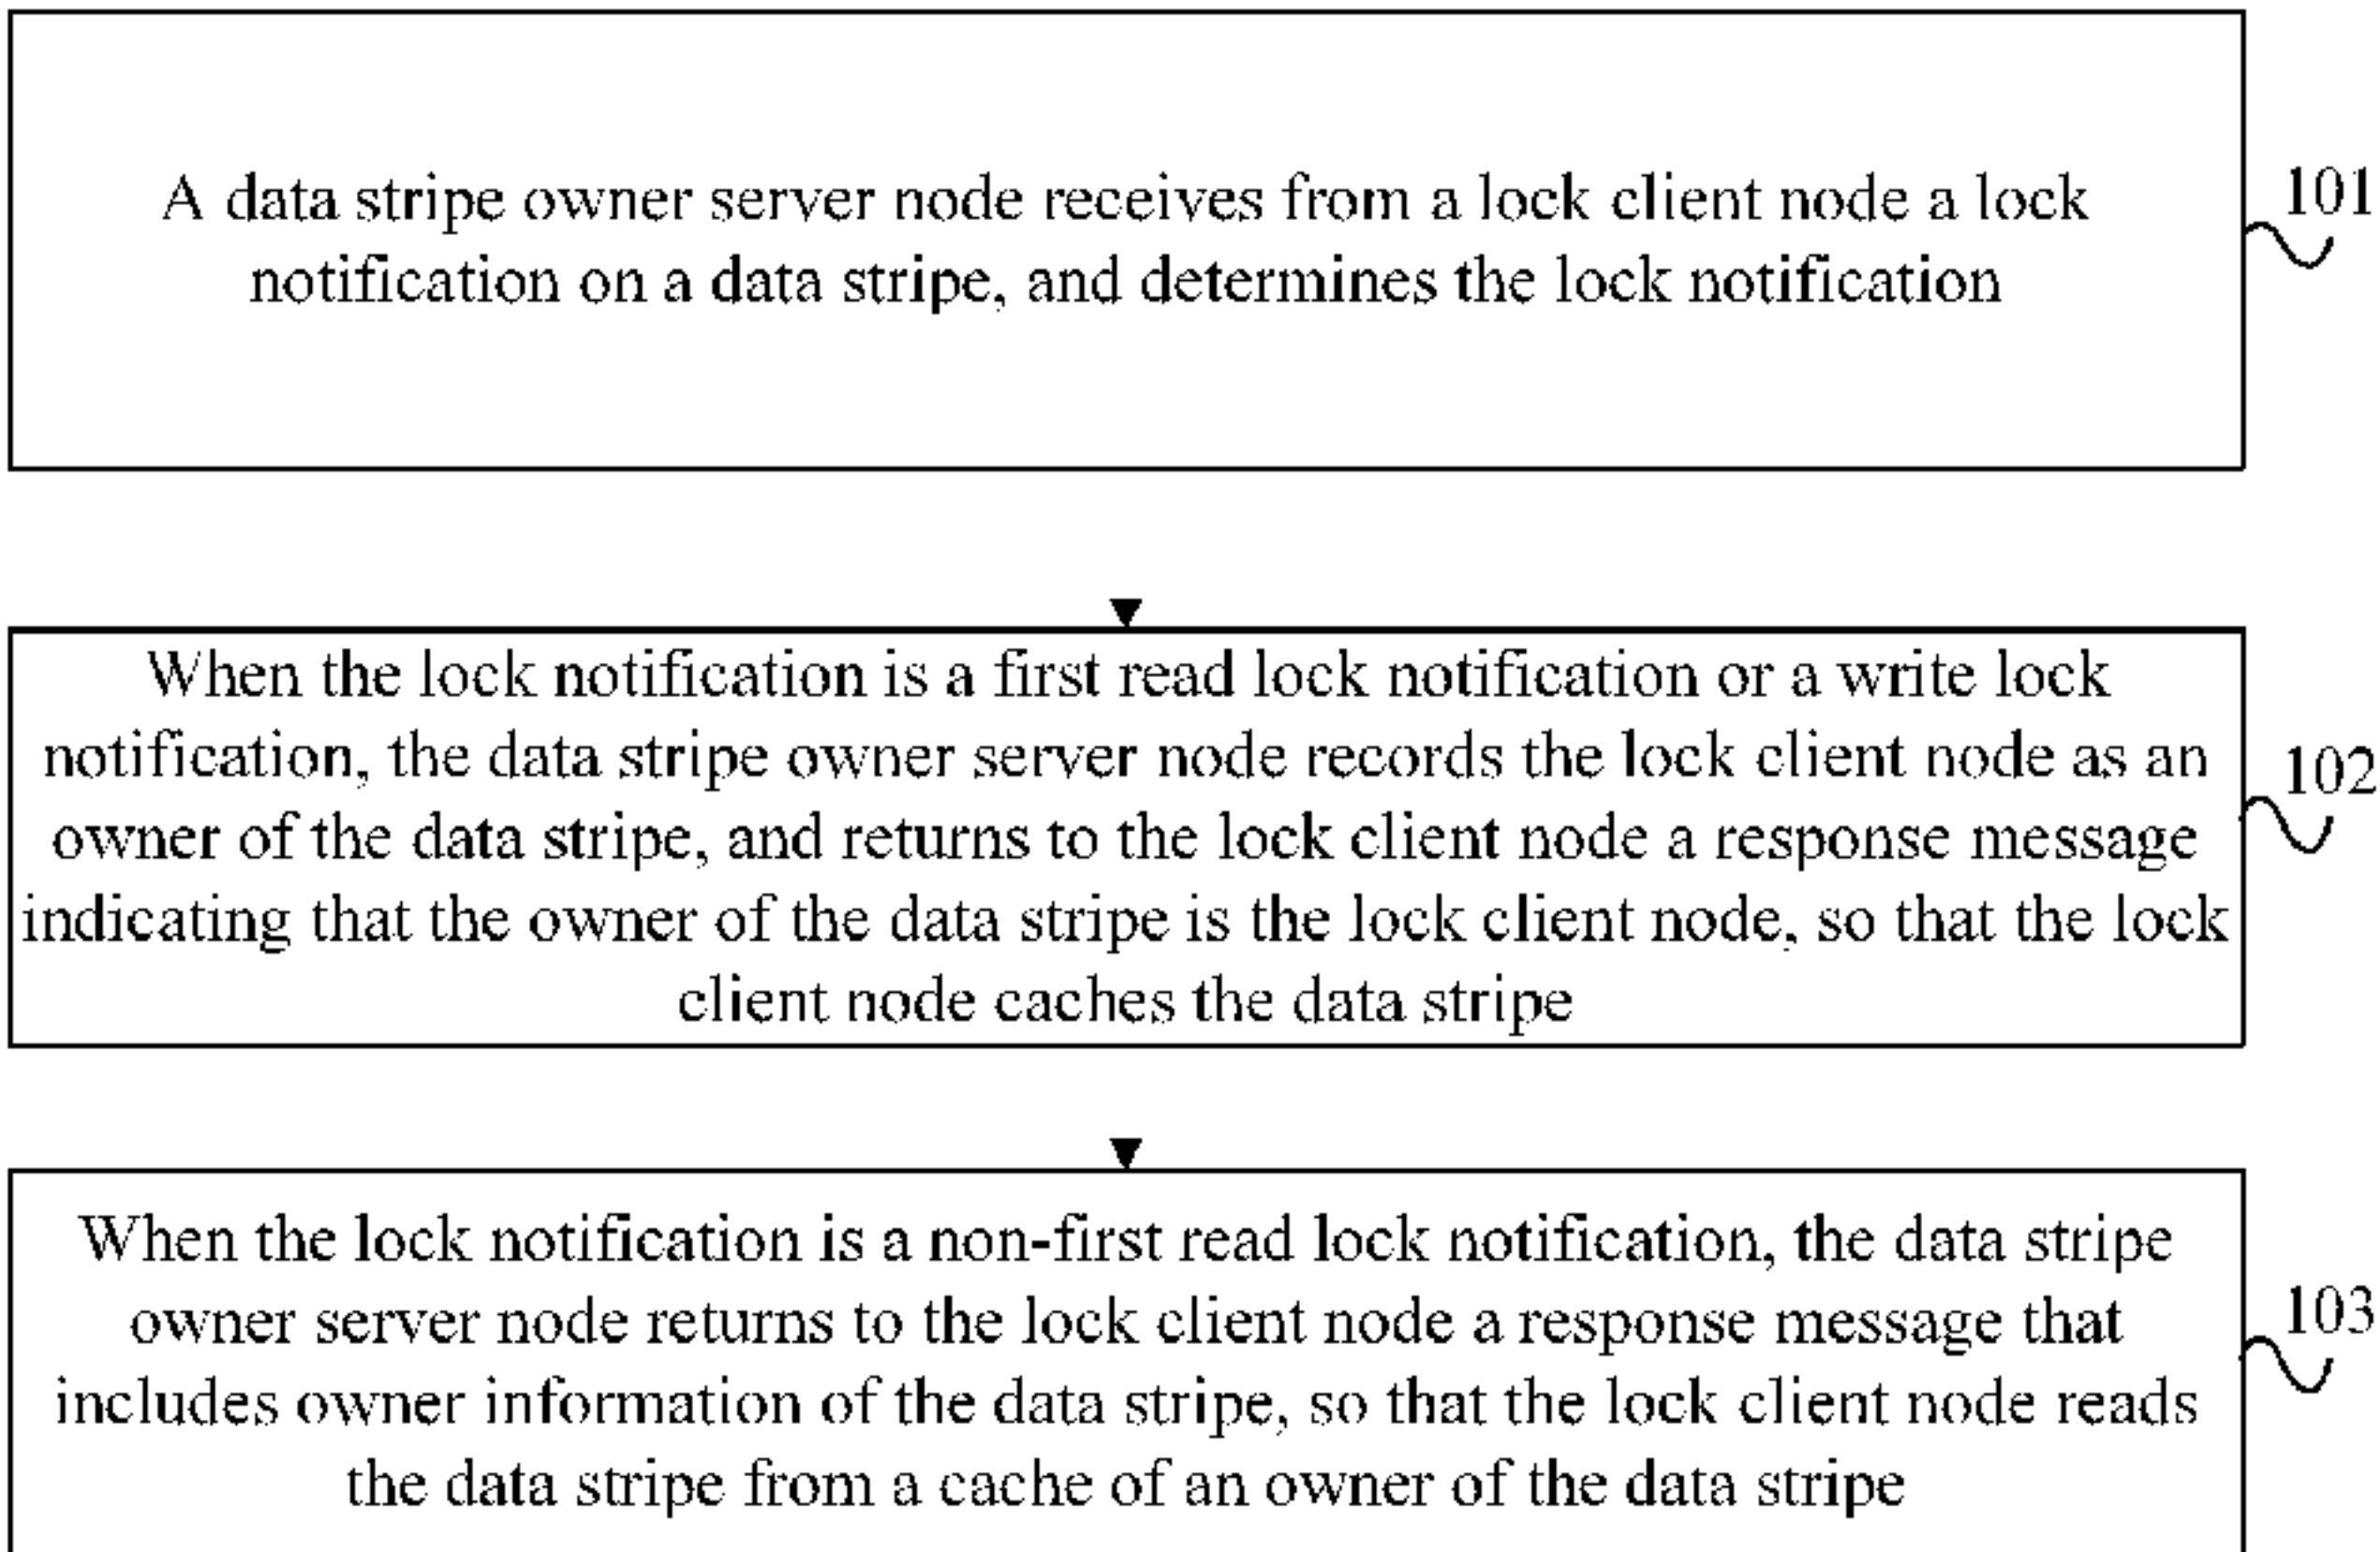 A data stripe owner server node receives from a lock client node a lock
notification on a data stripe, and determines the lock notification
101
When the lock notification is a first read lock notification or a write lock
notification, the data stripe owner server node records the lock client node as an
owner of the data stripe, and returns to the lock client node a response message
indicating that the owner of the data stripe is the lock client node, so that the lock
client node caches the data stripe
102
When the lock notification is a non-first read lock notification, the data stripe
owner server node returns to the lock client node a response message that
includes owner information of the data stripe, so that the lock client node reads
the data stripe from a cache of an owner of the data stripe
103